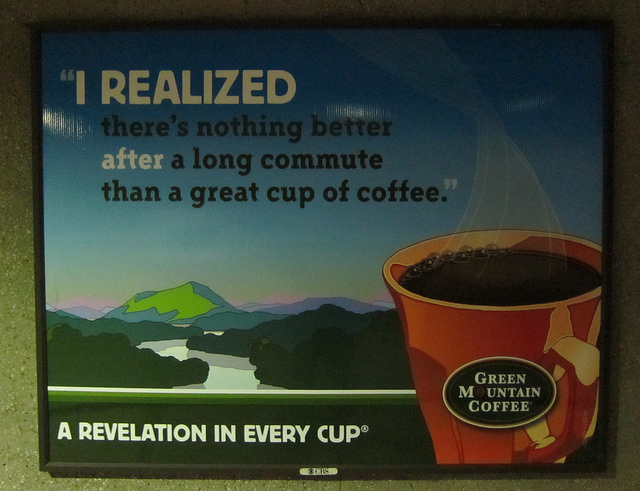 "I REALIZED
there's nothing better
after a long commute
than a great cup of coffee."
GREEN
MOUNTAIN
COFFEE®
A REVELATION IN EVERY CUP®
CBS